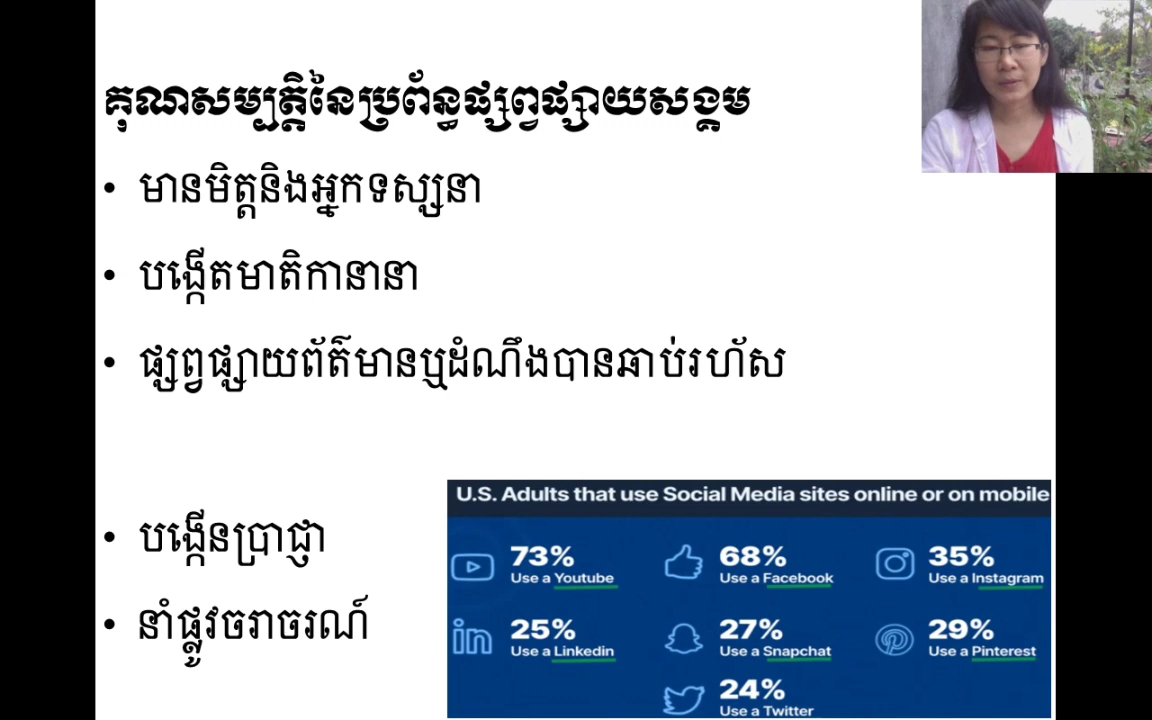 គុណសម្បត្តិនៃប្រព័ន្ធផ្សព្វផ្សាយសង្គម
• មានមិត្តនិងអ្នកទស្សនា
• បង្កើតមាតិកានានា
• ផ្សព្វផ្សាយព័ត៌មានឬដំណឹងបានឆាប់រហ័ស
• បង្កើនប្រាជ្ញា
• នាំផ្លូវចរាចរណ៍
U.S. Adults that use Social Media sites online or on mobile
73%
Use a Youtube
68%
Use a Facebook
35%
Use a Instagram
25%
Use a Linkedin
27%
Use a Snapchat
29%
Use a Pinterest
24%
Use a Twitter